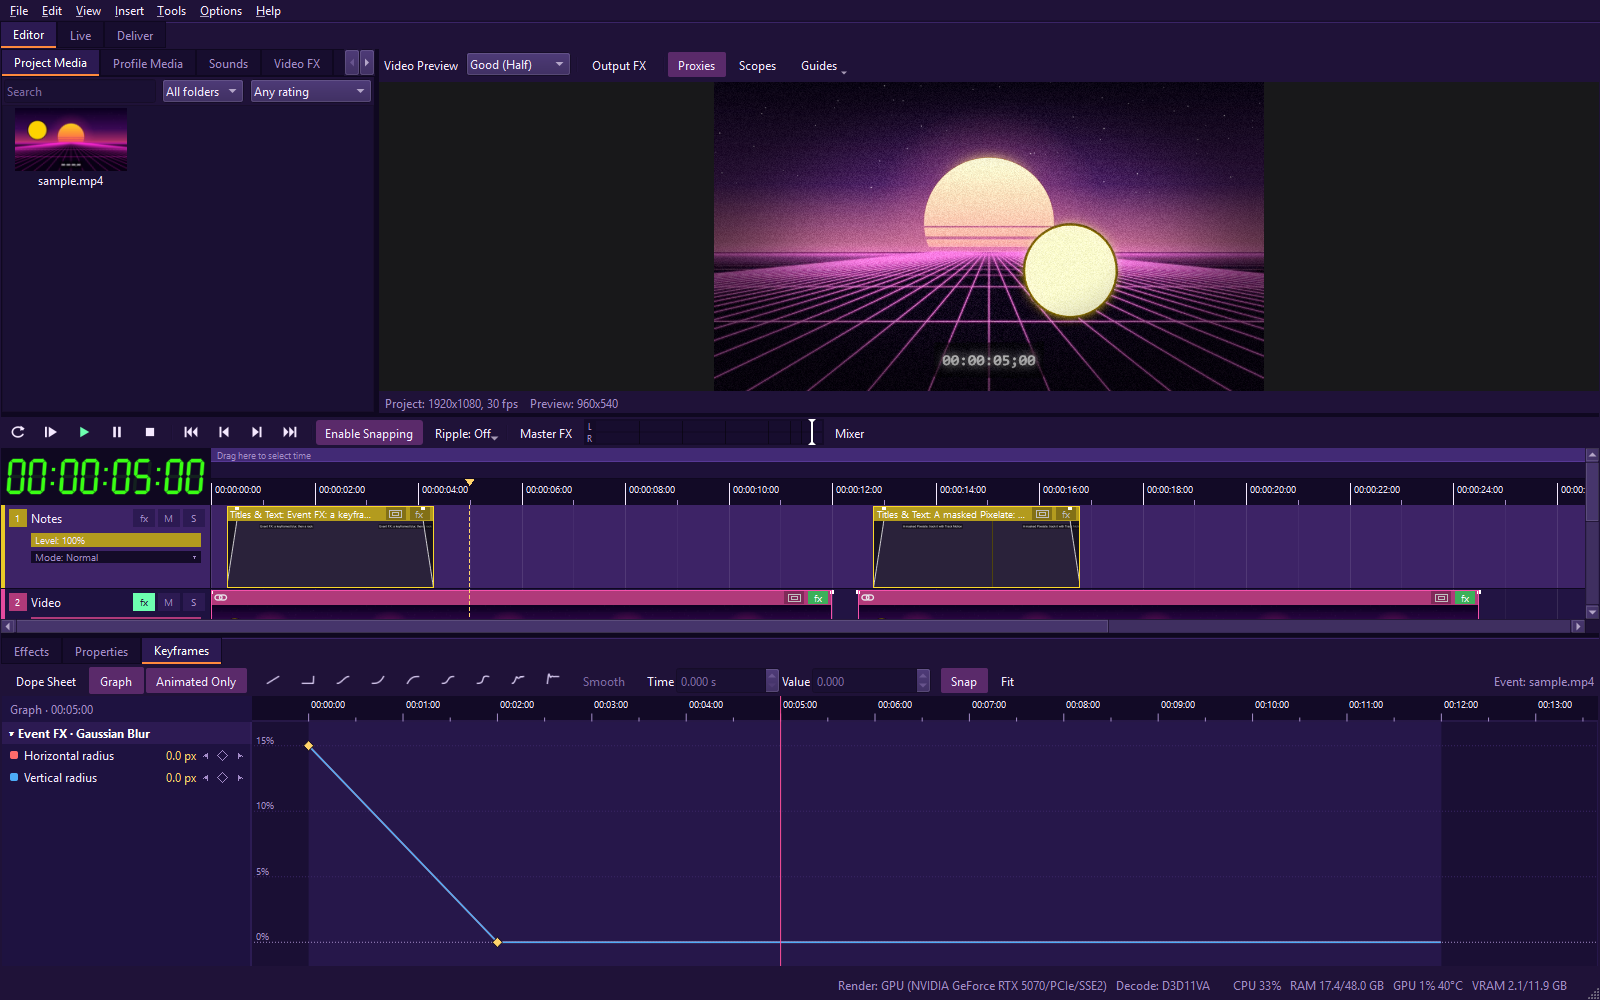 File Edit View Insert Tools Options Help
Editor Live Deliver
Project Media Profile Media Sounds Video FX
Search All folders Any rating
sample.mp4
Video Preview Good (Half) Output FX Proxies Scopes Guides
00:00:05;00
Project: 1920x1080, 30 fps Preview: 960x540
Enable Snapping Ripple: Off Master FX L R Mixer
00:00:05:00
Drag here to select time
00:00:00:00 00:00:02:00 00:00:04:00 00:00:06:00 00:00:08:00 00:00:10:00 00:00:12:00 00:00:14:00 00:00:16:00 00:00:18:00 00:00:20:00 00:00:22:00 00:00:24:00 00:00:
1 Notes fx M S
Level: 100%
Mode: Normal
Titles & Text: Event FX: a keyfra... fx
Titles & Text: A masked Pixelate: ... fx
2 Video fx M S
fx
fx
Effects Properties Keyframes
Dope Sheet Graph Animated Only Smooth Time 0.000 s Value 0.000 Snap Fit Event: sample.mp4
Graph · 00:05:00
00:00:00 00:01:00 00:02:00 00:03:00 00:04:00 00:05:00 00:06:00 00:07:00 00:08:00 00:09:00 00:10:00 00:11:00 00:12:00 00:13:00
Event FX · Gaussian Blur
Horizontal radius 0.0 px
Vertical radius 0.0 px
15%
10%
5%
0%
Render: GPU (NVIDIA GeForce RTX 5070/PCIe/SSE2) Decode: D3D11VA CPU 33% RAM 17.4/48.0 GB GPU 1% 40°C VRAM 2.1/11.9 GB